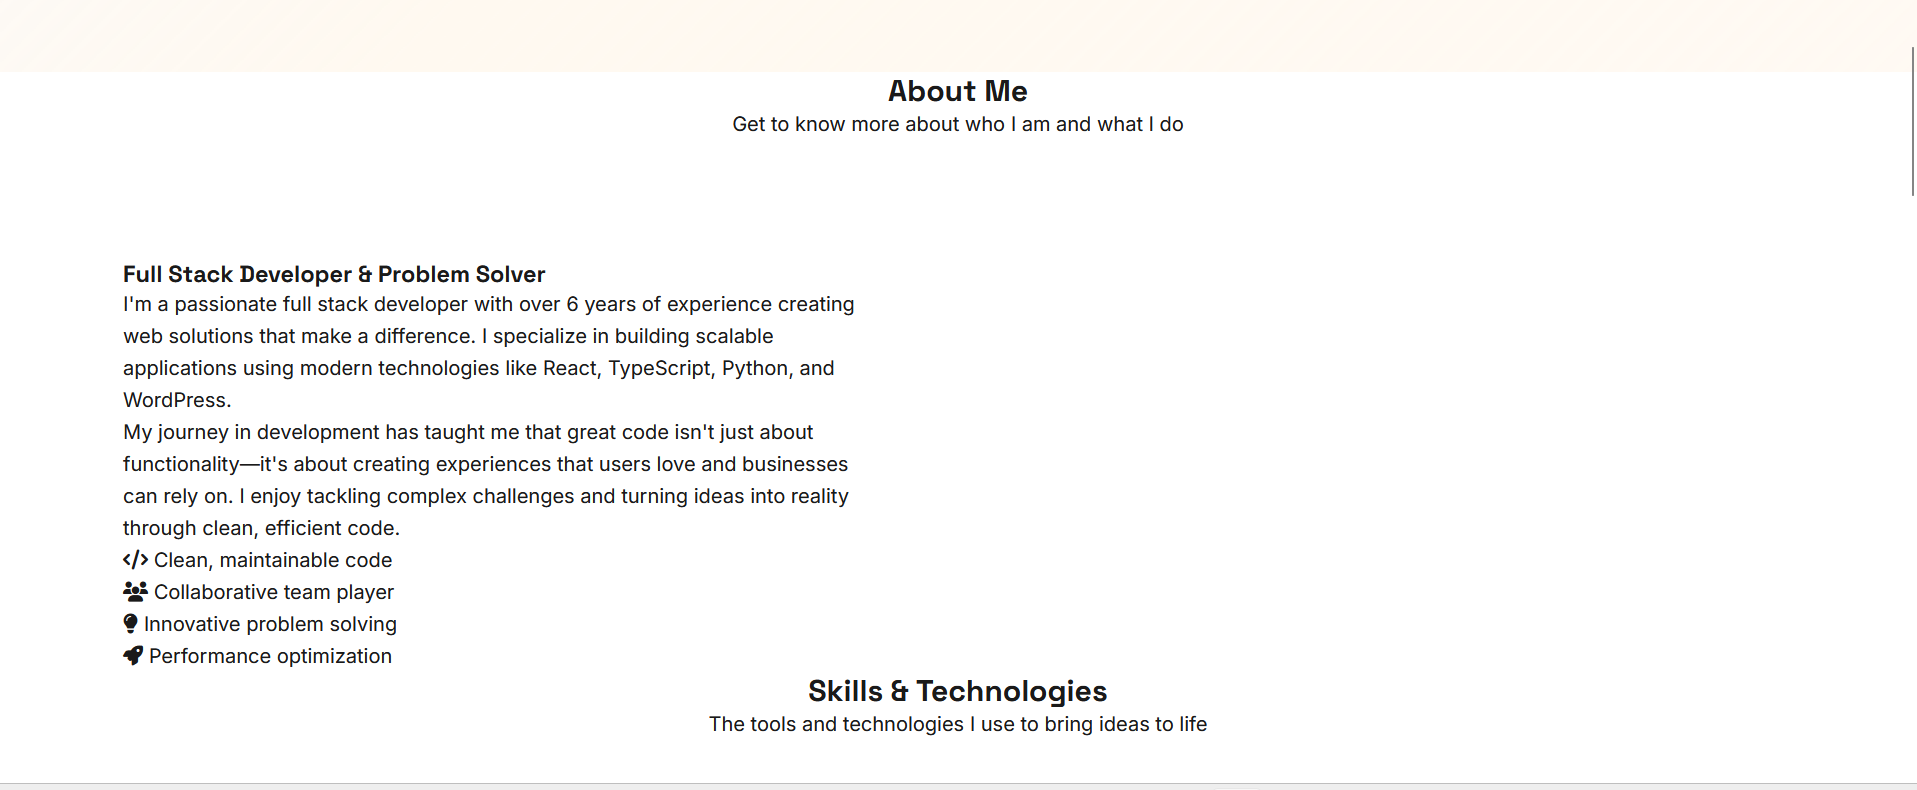 About Me
Get to know more about who I am and what I do
Full Stack Developer & Problem Solver
I'm a passionate full stack developer with over 6 years of experience creating
web solutions that make a difference. I specialize in building scalable
applications using modern technologies like React, TypeScript, Python, and
WordPress.
My journey in development has taught me that great code isn't just about
functionality—it's about creating experiences that users love and businesses
can rely on. I enjoy tackling complex challenges and turning ideas into reality
through clean, efficient code.
Clean, maintainable code
Collaborative team player
Innovative problem solving
Performance optimization
Skills & Technologies
The tools and technologies I use to bring ideas to life